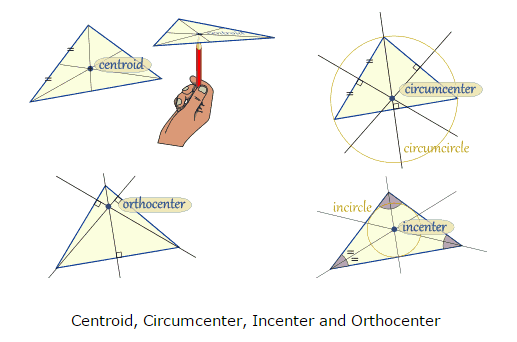 centroid
circumcenter
circumcircle
orthocenter
incircle
incenter
Centroid, Circumcenter, Incenter and Orthocenter